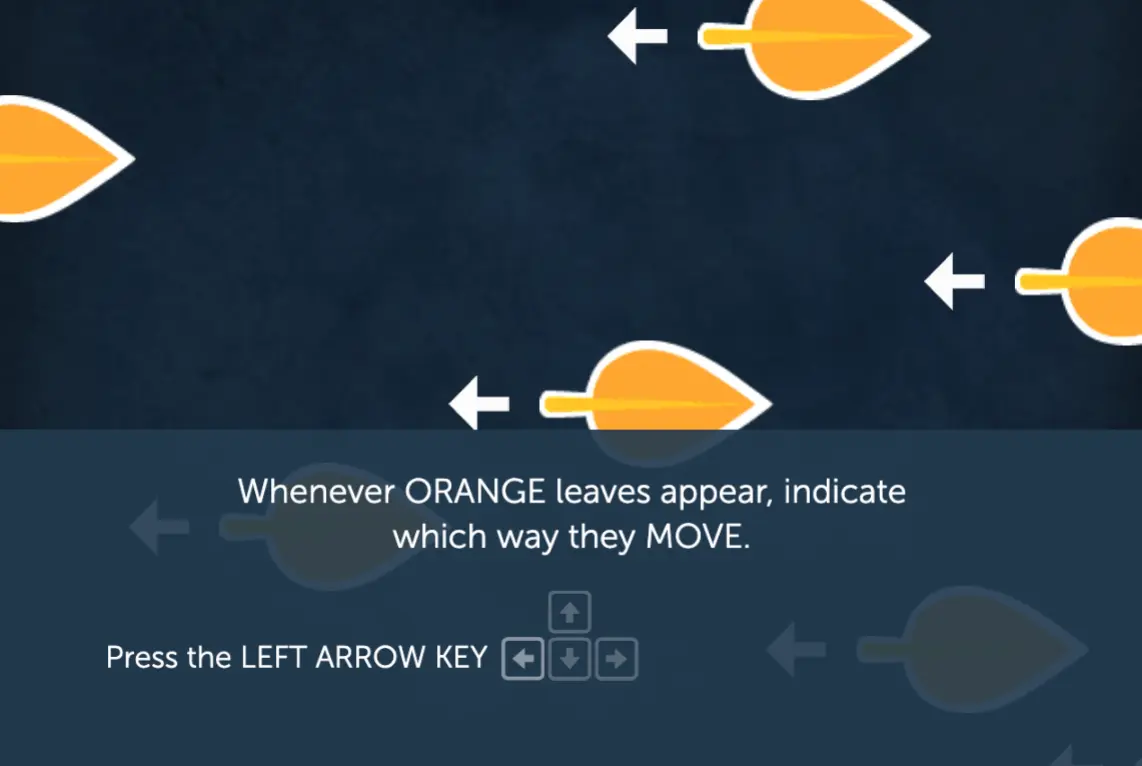 Whenever ORANGE leaves appear, indicate
which way they MOVE.
Press the LEFT ARROW KEY